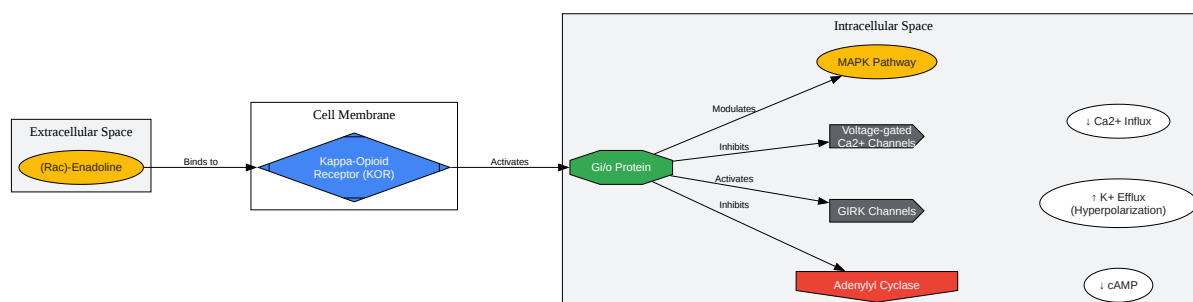 Intracellular Space
MAPK Pathway
Modulates
Cell Membrane
Extracellular Space
Voltage-gated
Ca2+ Channels
↓ Ca2+ Influx
Inhibits
(Rac)-Enadoline
Binds to
Kappa-Opioid
Receptor (KOR)
Activates
Gi/o Protein
Activates
GIRK Channels
↑ K+ Efflux
(Hyperpolarization)
Inhibits
Adenylyl Cyclase
↓ cAMP